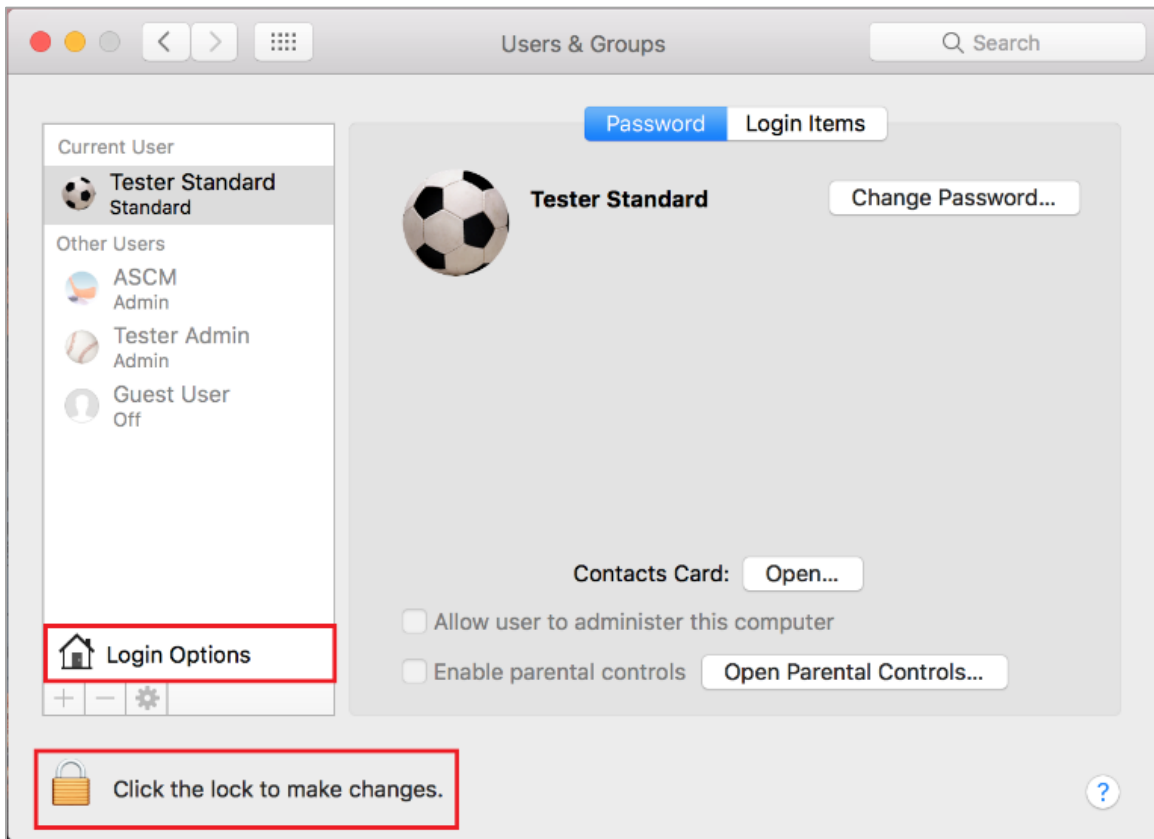 Users & Groups
Search
Password
Login Items
Current User
Tester Standard
Standard
Other Users
ASCM
Admin
Tester Admin
Admin
Guest User
Off
Login Options
Tester Standard
Change Password...
Contacts Card:
Open...
Allow user to administer this computer
Enable parental controls
Open Parental Controls...
Click the lock to make changes.
?